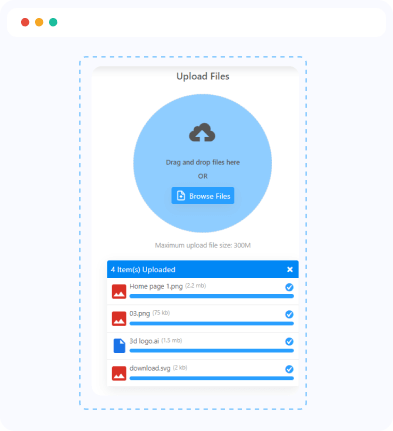 Upload Files
Drag and drop files here
OR
Browse Files
Maximum upload file size: 300M
4 Item(s) Uploaded
Home page 1.png (2.2 mb)
03.png (75 kb)
3d logo.ai (1.5 mb)
download.svg (2 kb)